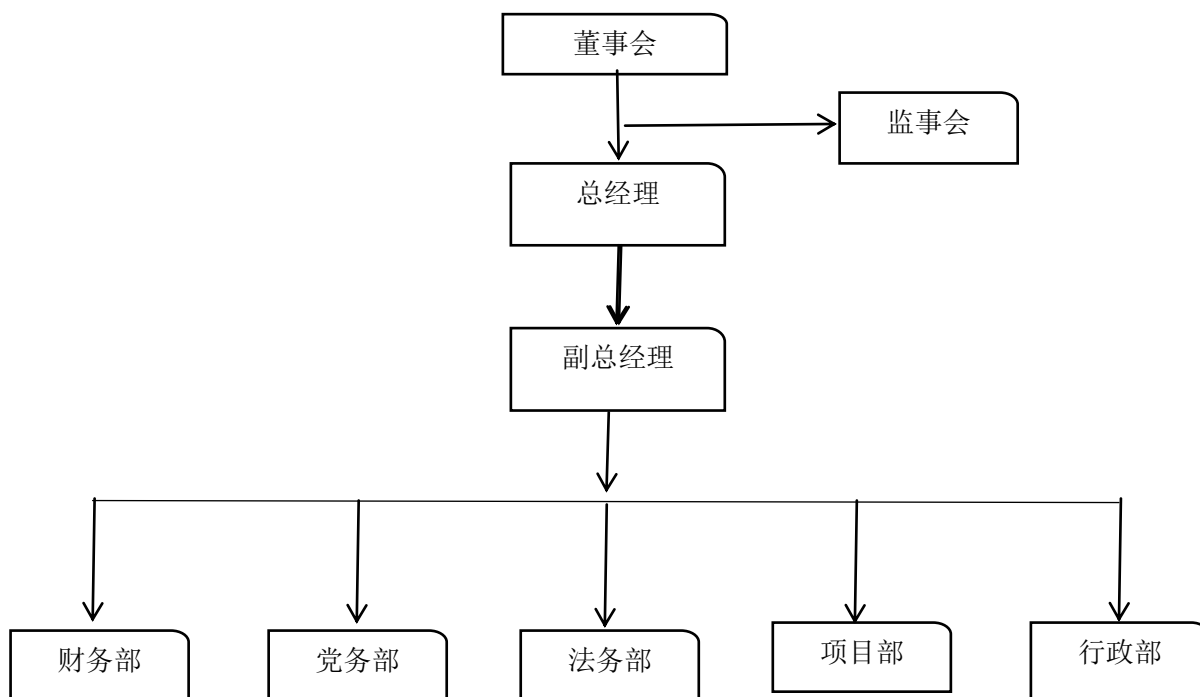 董事会
监事会
总经理
副总经理
财务部
党务部
法务部
项目部
行政部